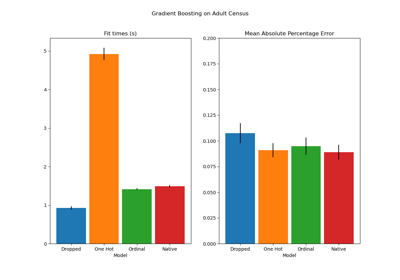 Gradient Boosting on Adult Census
Fit times (s)
5
4
3
2
1
0
Dropped One Hot Ordinal Native
Model
Mean Absolute Percentage Error
0.200
0.175
0.150
0.125
0.100
0.075
0.050
0.025
0.000
Dropped One Hot Ordinal Native
Model